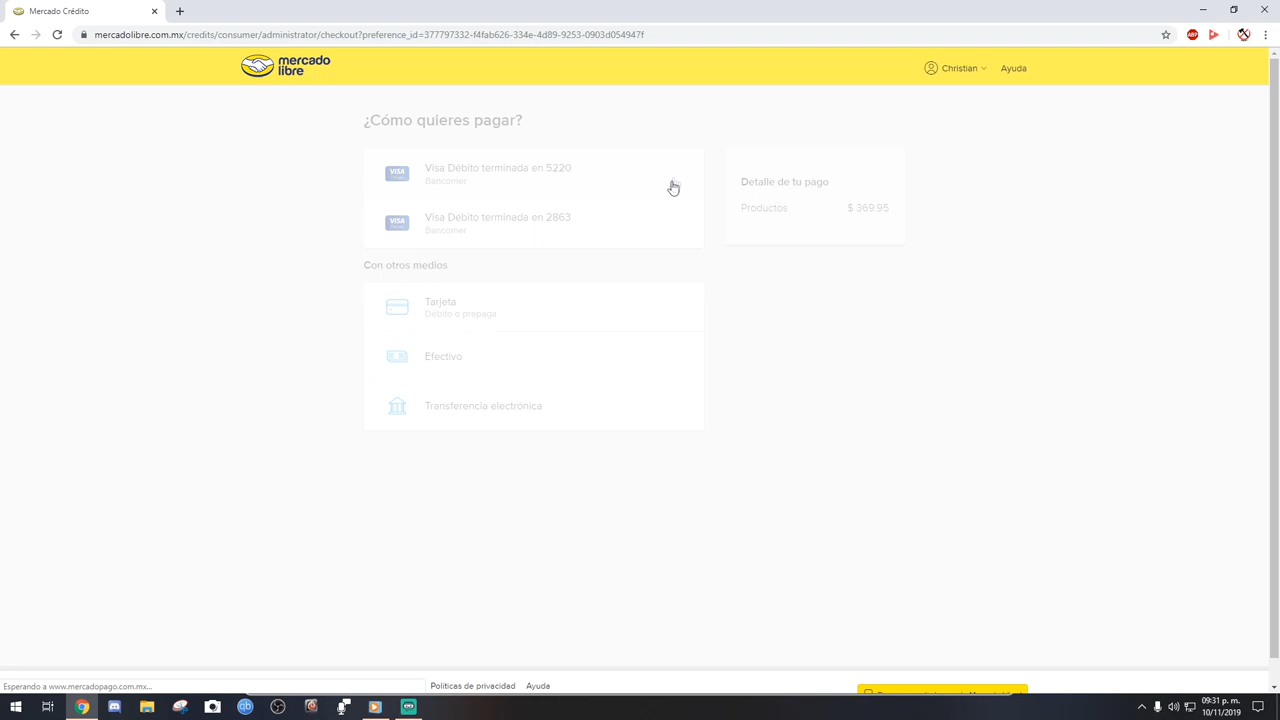 Mercado Crédito
mercadolibre.com.mx/credits/consumer/administrator/checkout?preference_id=377797332-f4fab626-334e-4d89-9253-0903d054947f
ABP
mercado
libre
Christian
Ayuda
¿Cómo quieres pagar?
VISA
Visa Débito terminada en 5220
Bancomer
VISA
Visa Débito terminada en 2863
Bancomer
Detalle de tu pago
Productos $ 369.95
Con otros medios
Tarjeta
Débito o prepaga
Efectivo
Transferencia electrónica
Esperando a www.mercadopago.com.mx...
Políticas de privacidad Ayuda
09:31 p. m.
10/11/2019